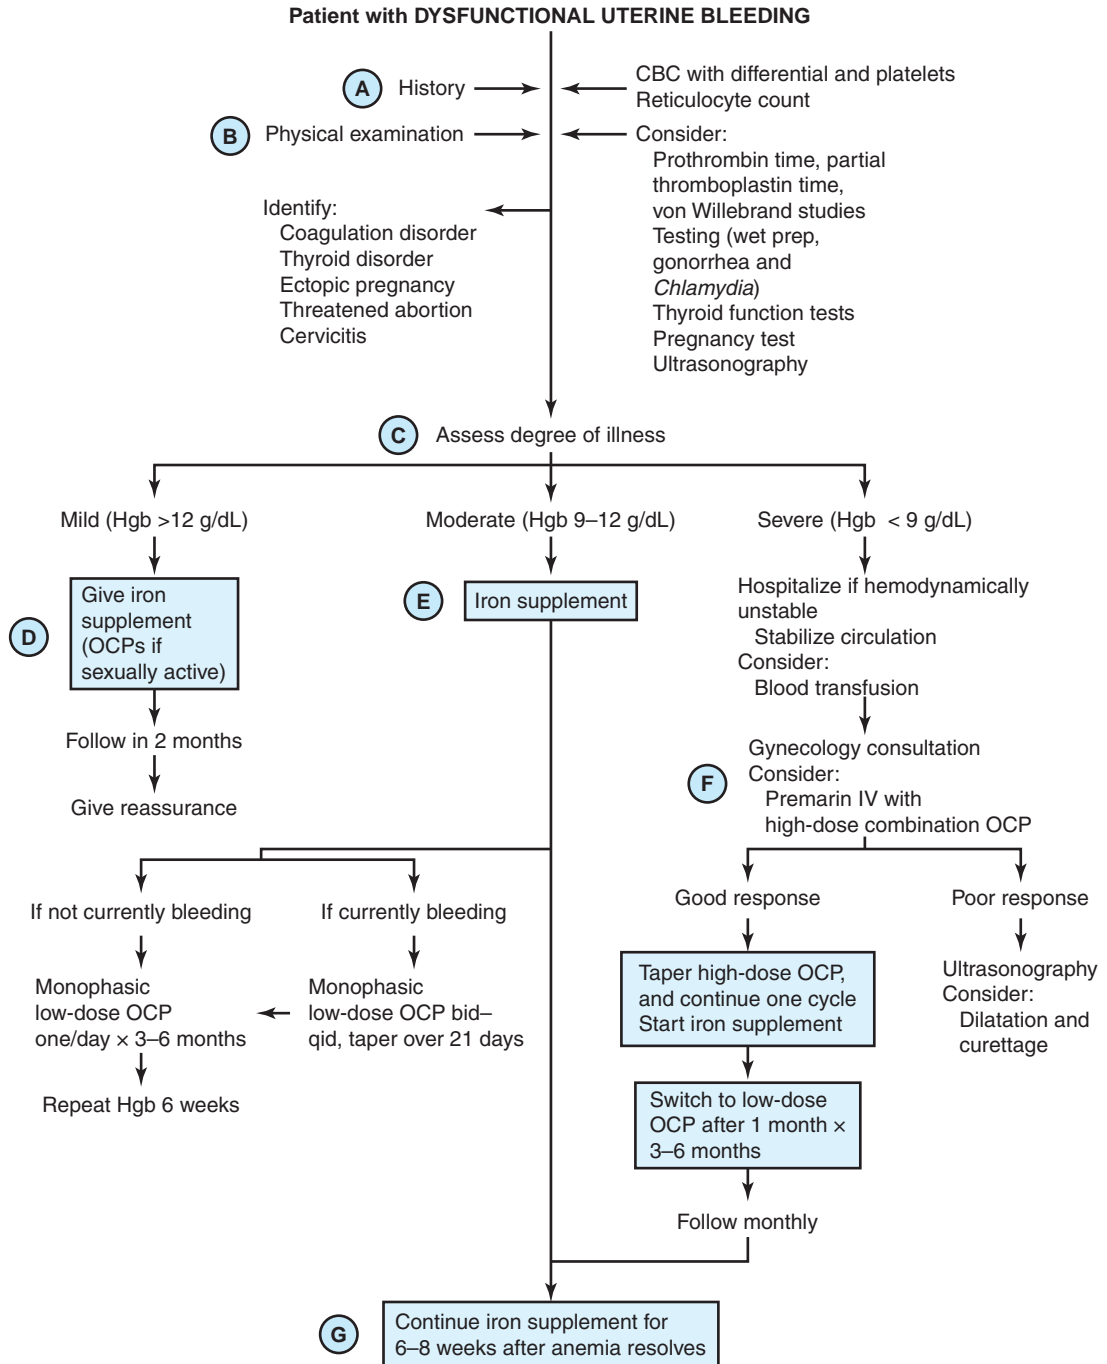 Patient with DYSFUNCTIONAL UTERINE BLEEDING
A
History
CBC with differential and platelets
Reticulocyte count
B
Physical examination
Consider:
Prothrombin time, partial
thromboplastin time,
von Willebrand studies
Testing (wet prep,
gonorrhea and
Chlamydia)
Thyroid function tests
Pregnancy test
Ultrasonography
Identify:
Coagulation disorder
Thyroid disorder
Ectopic pregnancy
Threatened abortion
Cervicitis
C
Assess degree of illness
Mild (Hgb >12 g/dL)
Moderate (Hgb 9–12 g/dL)
Severe (Hgb < 9 g/dL)
D
Give iron
supplement
(OCPs if
sexually active)
Follow in 2 months
Give reassurance
E
Iron supplement
Hospitalize if hemodynamically
unstable
Stabilize circulation
Consider:
Blood transfusion
F
Gynecology consultation
Consider:
Premarin IV with
high-dose combination OCP
If not currently bleeding
If currently bleeding
Monophasic
low-dose OCP
one/day × 3–6 months
Monophasic
low-dose OCP bid–
qid, taper over 21 days
Repeat Hgb 6 weeks
Good response
Poor response
Taper high-dose OCP,
and continue one cycle
Start iron supplement
Ultrasonography
Consider:
Dilatation and
curettage
Switch to low-dose
OCP after 1 month ×
3–6 months
Follow monthly
G
Continue iron supplement for
6–8 weeks after anemia resolves